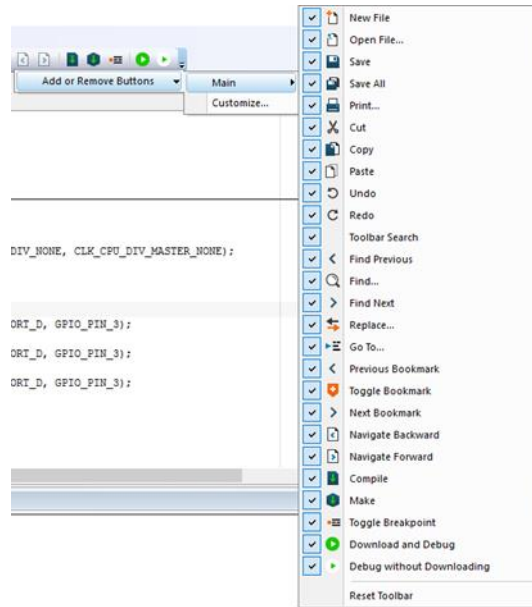 Add or Remove Buttons
Main
Customize...
DIV_NONE, CLK_CPU_DIV_MASTER_NONE);
ORT_D, GPIO_PIN_3);
ORT_D, GPIO_PIN_3);
ORT_D, GPIO_PIN_3);
New File
Open File...
Save
Save All
Print...
Cut
Copy
Paste
Undo
Redo
Toolbar Search
Find Previous
Find...
Find Next
Replace...
Go To...
Previous Bookmark
Toggle Bookmark
Next Bookmark
Navigate Backward
Navigate Forward
Compile
Make
Toggle Breakpoint
Download and Debug
Debug without Downloading
Reset Toolbar